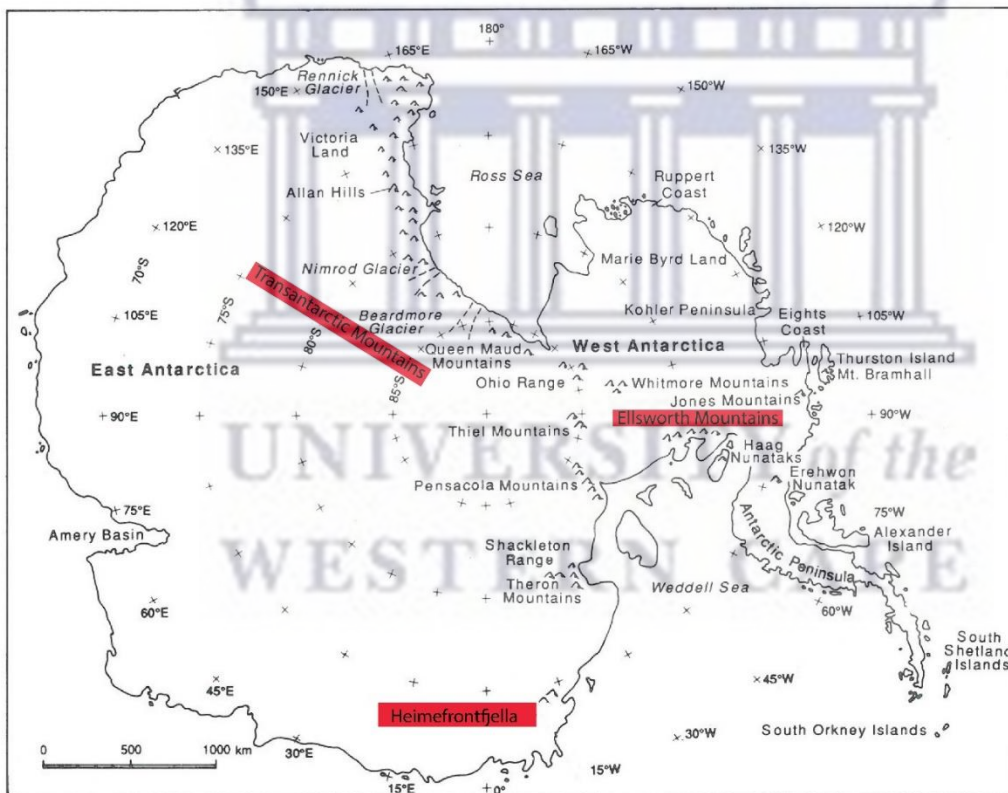 180°
165°E
165°W
Rennick
Glacier
150°E
150°W
Victoria
Land
135°E
135°W
Ross Sea
Ruppert
Coast
Allan Hills
120°E
120°W
Marie Byrd Land
70°S
Nimrod Glacier
Transantarctic Mountains
75°S
Kohler Peninsula
105°E
Beardmore
Glacier
80°S
Eights
Coast
105°W
Queen Maud
Mountains
West Antarctica
Thurston Island
Mt. Bramhall
East Antarctica
85°S
Ohio Range
Whitmore Mountains
Jones Mountains
90°E
Ellsworth Mountains
90°W
Thiel Mountains
Haag
Nunataks
UNIVERSITY of the
Erehwon
Nunatak
Pensacola Mountains
75°E
75°W
Amery Basin
Antarctic Peninsula
Alexander
Island
Shackleton
Range
WESTERN CAPE
Theron
Mountains
Weddell Sea
60°E
60°W
South
Shetland
Islands
45°E
45°W
Heimefrontfjella
South Orkney Islands
0 500 1000 km
30°E
30°W
15°W
15°E
0°